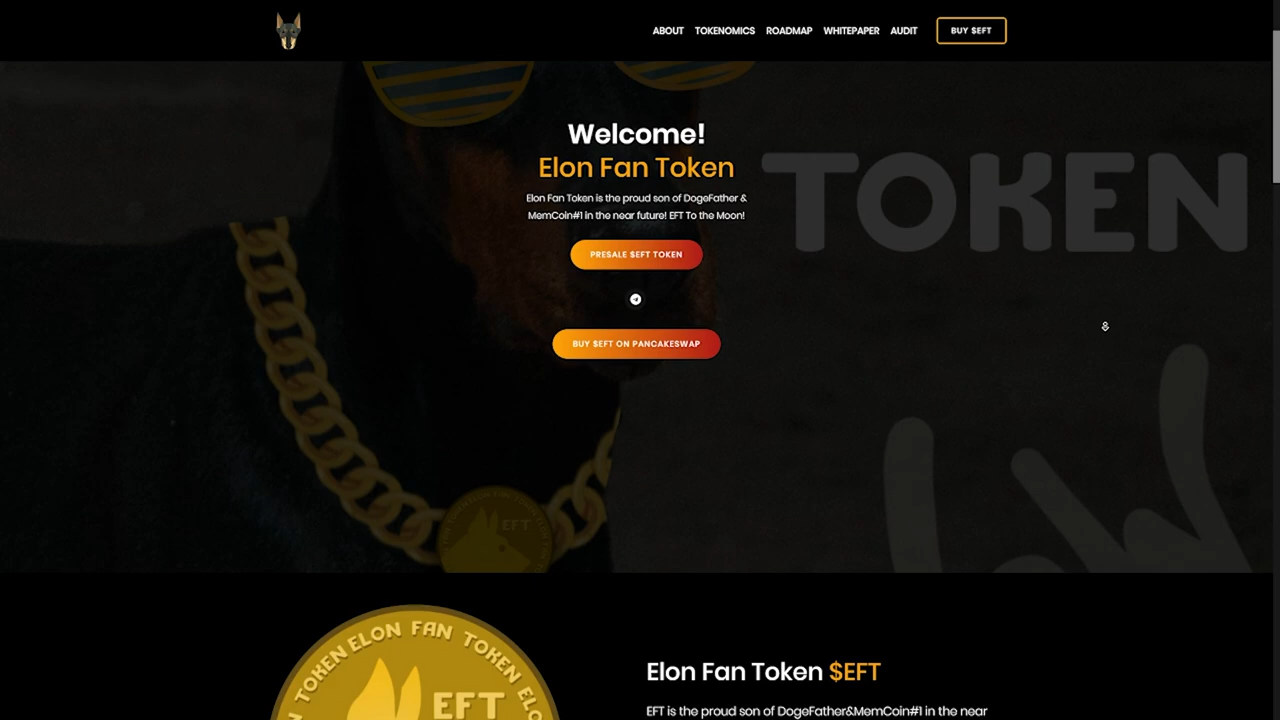 ABOUT TOKENOMICS ROADMAP WHITEPAPER AUDIT BUY $EFT
Welcome!
Elon Fan Token
Elon Fan Token is the proud son of DogeFather &
MemCoin#1 in the near future! EFT To the Moon!
PRESALE $EFT TOKEN
BUY $EFT ON PANCAKESWAP
TOKEN
EFT
TOKEN ELON FAN TOKEN ELO
EFT
Elon Fan Token $EFT
EFT is the proud son of DogeFather&MemCoin#1 in the near